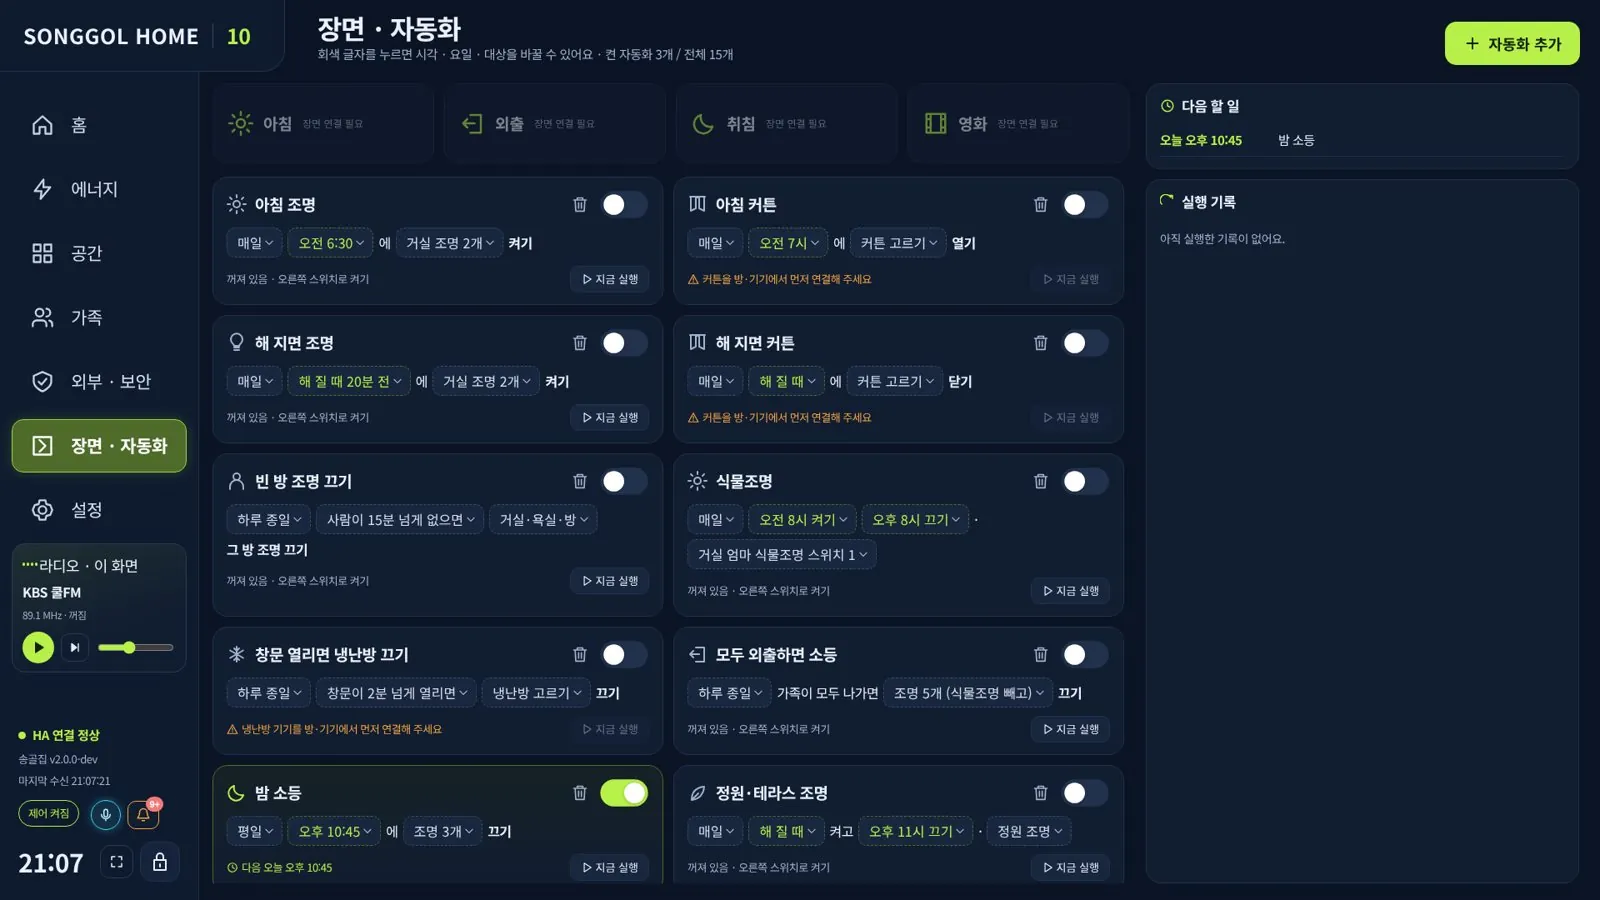 SONGGOL HOME 10
장면 · 자동화
회색 글자를 누르면 시각 · 요일 · 대상을 바꿀 수 있어요 · 켠 자동화 3개 / 전체 15개
+ 자동화 추가
홈
에너지
공간
가족
외부 · 보안
장면 · 자동화
설정
라디오 · 이 화면
KBS 쿨FM
89.1 MHz · 꺼짐
HA 연결 정상
송골집 v2.0.0-dev
마지막 수신 21:07:21
제어 켜짐
9+
21:07
아침 장면 연결 필요
외출 장면 연결 필요
취침 장면 연결 필요
영화 장면 연결 필요
아침 조명
매일 오전 6:30 에 거실 조명 2개 켜기
꺼져 있음 · 오른쪽 스위치로 켜기
지금 실행
아침 커튼
매일 오전 7시 에 커튼 고르기 열기
커튼을 방·기기에서 먼저 연결해 주세요
지금 실행
해 지면 조명
매일 해 질 때 20분 전 에 거실 조명 2개 켜기
꺼져 있음 · 오른쪽 스위치로 켜기
지금 실행
해 지면 커튼
매일 해 질 때 에 커튼 고르기 닫기
커튼을 방·기기에서 먼저 연결해 주세요
지금 실행
빈 방 조명 끄기
하루 종일 사람이 15분 넘게 없으면 거실·욕실·방
그 방 조명 끄기
꺼져 있음 · 오른쪽 스위치로 켜기
지금 실행
식물조명
매일 오전 8시 켜기 오후 8시 끄기 ·
거실 엄마 식물조명 스위치 1
꺼져 있음 · 오른쪽 스위치로 켜기
지금 실행
창문 열리면 냉난방 끄기
하루 종일 창문이 2분 넘게 열리면 냉난방 고르기 끄기
냉난방 기기를 방·기기에서 먼저 연결해 주세요
지금 실행
모두 외출하면 소등
하루 종일 가족이 모두 나가면 조명 5개 (식물조명 빼고) 끄기
꺼져 있음 · 오른쪽 스위치로 켜기
지금 실행
밤 소등
평일 오후 10:45 에 조명 3개 끄기
다음 오늘 오후 10:45
지금 실행
정원·테라스 조명
매일 해 질 때 켜고 오후 11시 끄기 · 정원 조명
꺼져 있음 · 오른쪽 스위치로 켜기
지금 실행
다음 할 일
오늘 오후 10:45 밤 소등
실행 기록
아직 실행한 기록이 없어요.